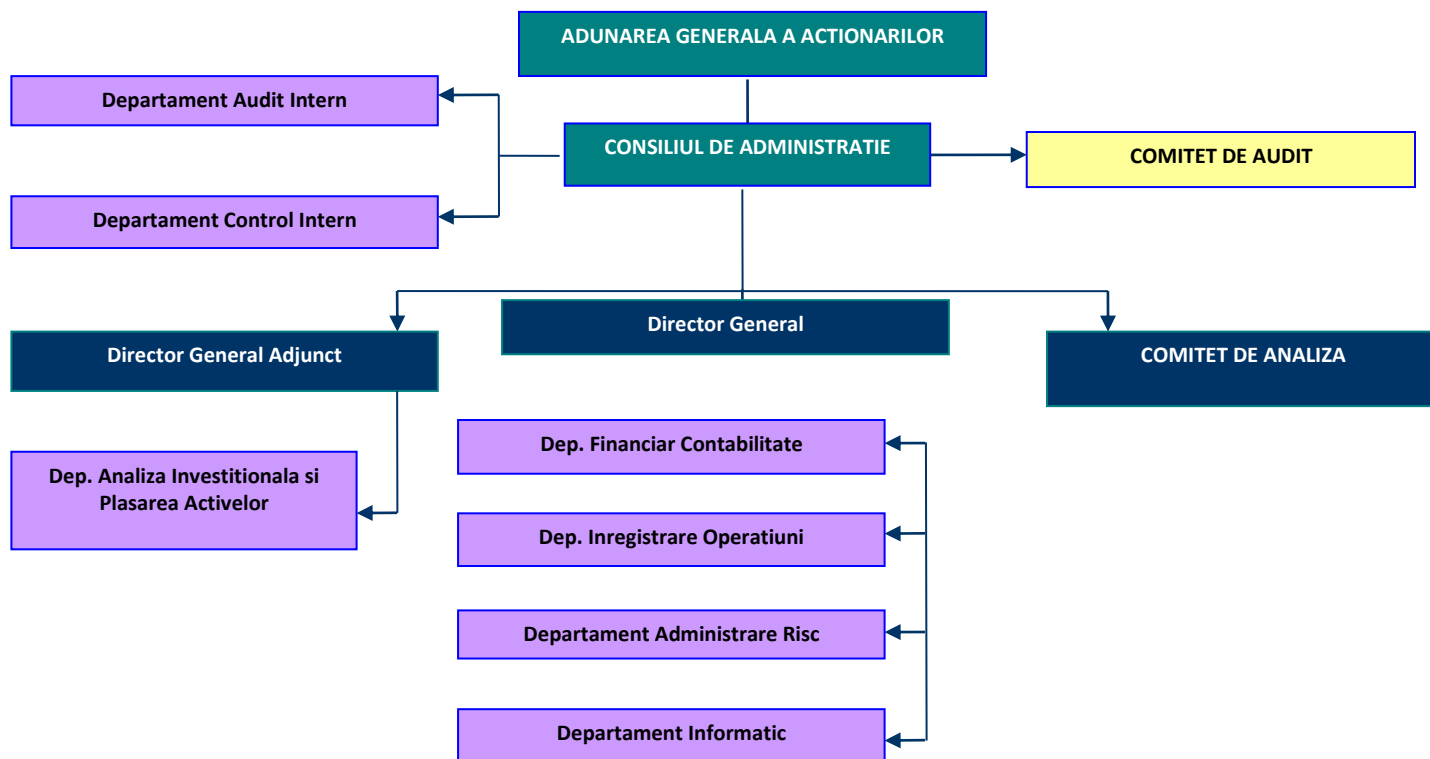 ADUNAREA GENERALA A ACTIONARILOR
Departament Audit Intern
CONSILIUL DE ADMINISTRATIE
COMITET DE AUDIT
Departament Control Intern
Director General
Director General Adjunct
COMITET DE ANALIZA
Dep. Financiar Contabilitate
Dep. Analiza Investitionala si
Plasarea Activelor
Dep. Inregistrare Operatiuni
Departament Administrare Risc
Departament Informatic